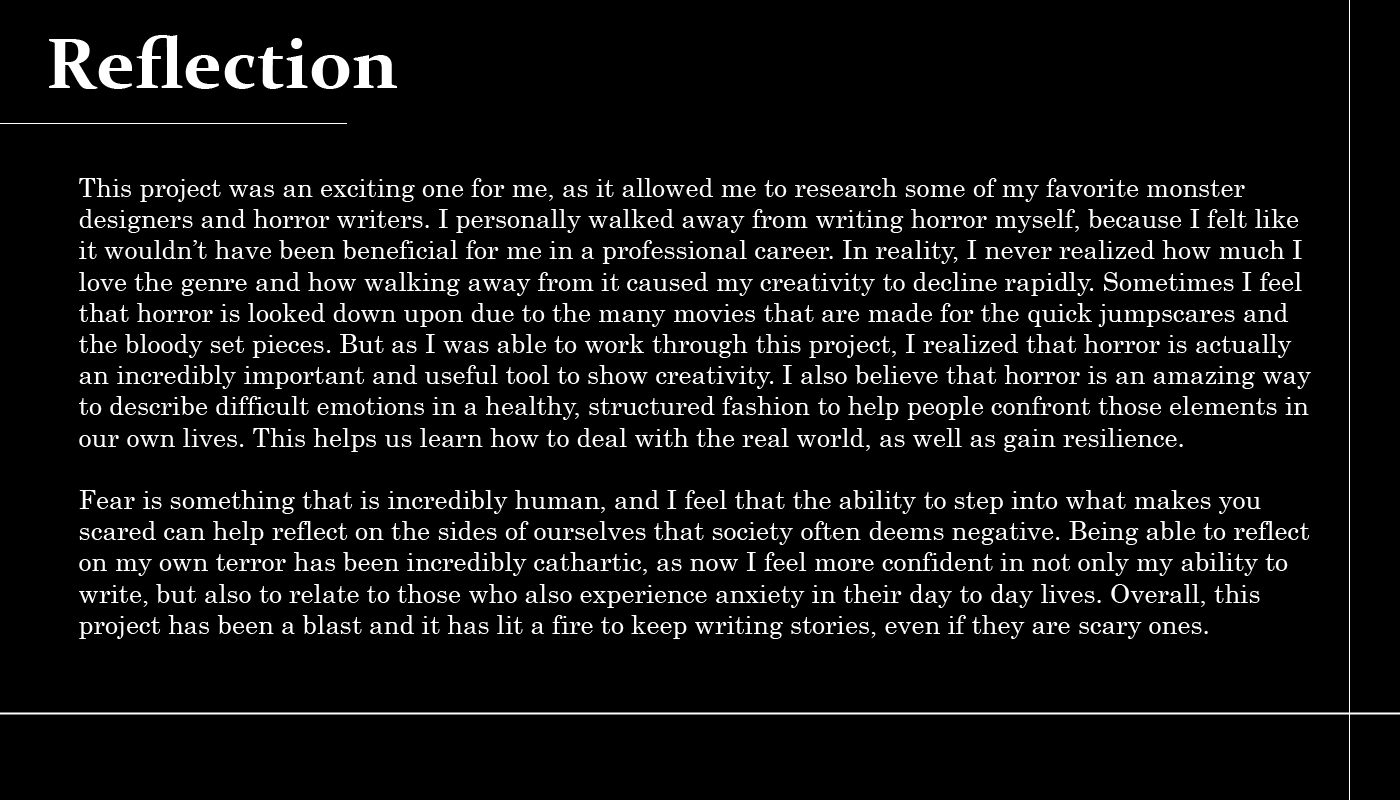 Reflection
This project was an exciting one for me, as it allowed me to research some of my favorite monster
designers and horror writers. I personally walked away from writing horror myself, because I felt like
it wouldn’t have been beneficial for me in a professional career. In reality, I never realized how much I
love the genre and how walking away from it caused my creativity to decline rapidly. Sometimes I feel
that horror is looked down upon due to the many movies that are made for the quick jumpscares and
the bloody set pieces. But as I was able to work through this project, I realized that horror is actually
an incredibly important and useful tool to show creativity. I also believe that horror is an amazing way
to describe difficult emotions in a healthy, structured fashion to help people confront those elements in
our own lives. This helps us learn how to deal with the real world, as well as gain resilience.
Fear is something that is incredibly human, and I feel that the ability to step into what makes you
scared can help reflect on the sides of ourselves that society often deems negative. Being able to reflect
on my own terror has been incredibly cathartic, as now I feel more confident in not only my ability to
write, but also to relate to those who also experience anxiety in their day to day lives. Overall, this
project has been a blast and it has lit a fire to keep writing stories, even if they are scary ones.